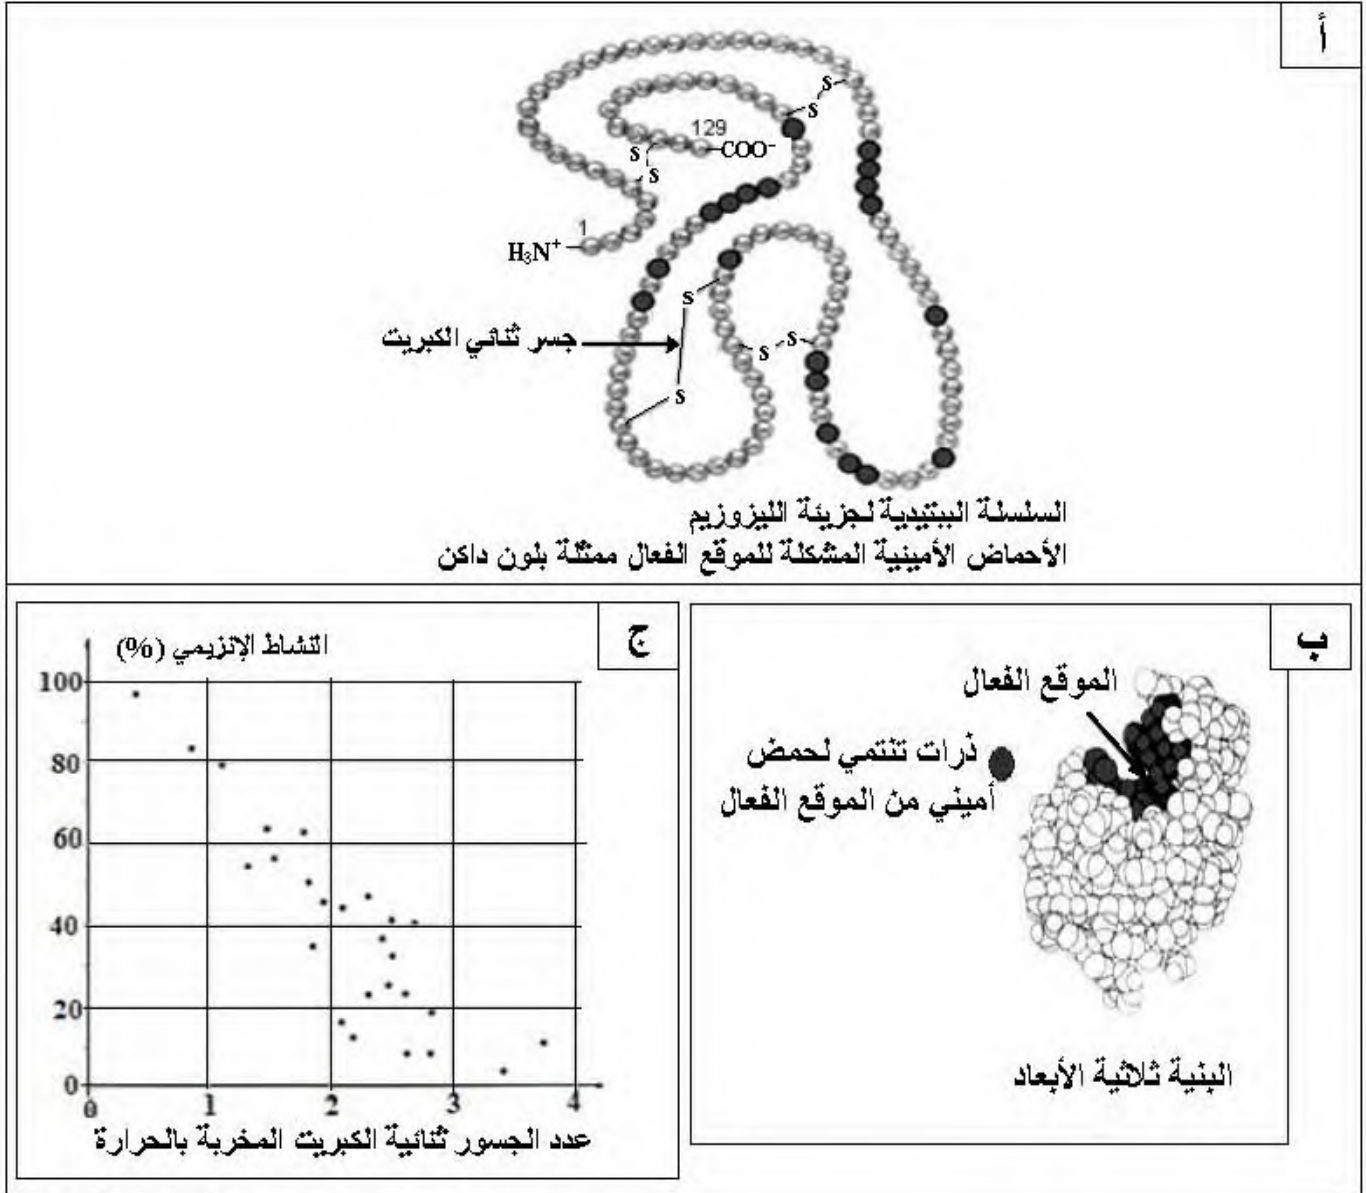 أ
S
S
129
COO⁻
S
S
1
H₃N⁺
S
جسر ثنائي الكبريت
S
S
S
السلسلة الببتيدية لجزيئة الليزوزيم
الأحماض الأمينية المشكلة للموقع الفعال ممثلة بلون داكن
ب
الموقع الفعال
ذرات تنتمي لحمض
أميني من الموقع الفعال
البنية ثلاثية الأبعاد
ج
النشاط الإنزيمي (%)
100
80
60
40
20
0
0 1 2 3 4
عدد الجسور ثنائية الكبريت المخربة بالحرارة